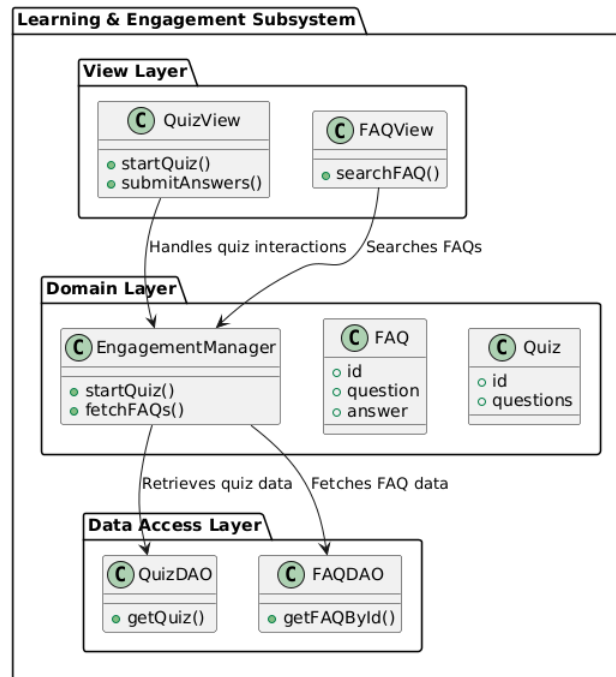 Learning & Engagement Subsystem
View Layer
C QuizView
startQuiz()
submitAnswers()
C FAQView
searchFAQ()
Handles quiz interactions
Searches FAQs
Domain Layer
C EngagementManager
startQuiz()
fetchFAQs()
C FAQ
id
question
answer
C Quiz
id
questions
Retrieves quiz data
Fetches FAQ data
Data Access Layer
C QuizDAO
getQuiz()
C FAQDAO
getFAQById()